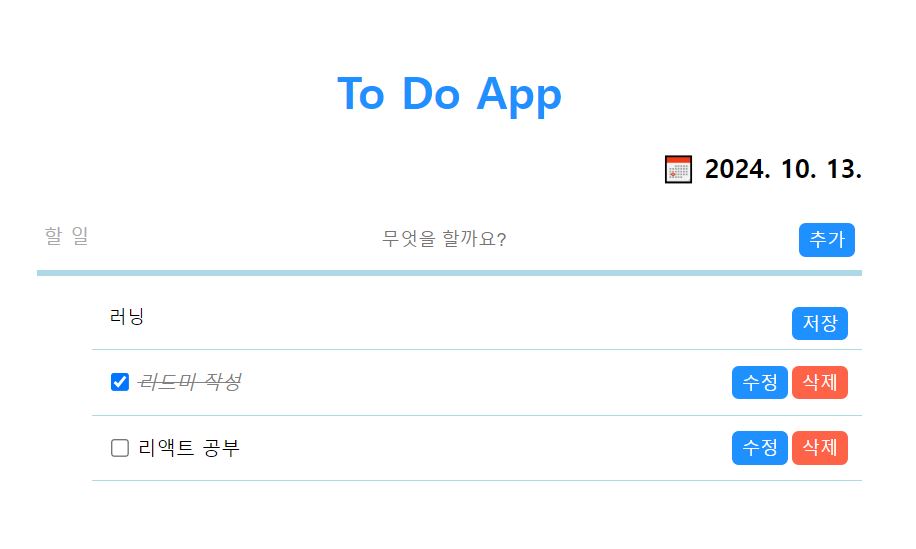 To Do App
2024. 10. 13.
할 일 무엇을 할까요? 추가
러닝 저장
리드미 작성 수정 삭제
리액트 공부 수정 삭제